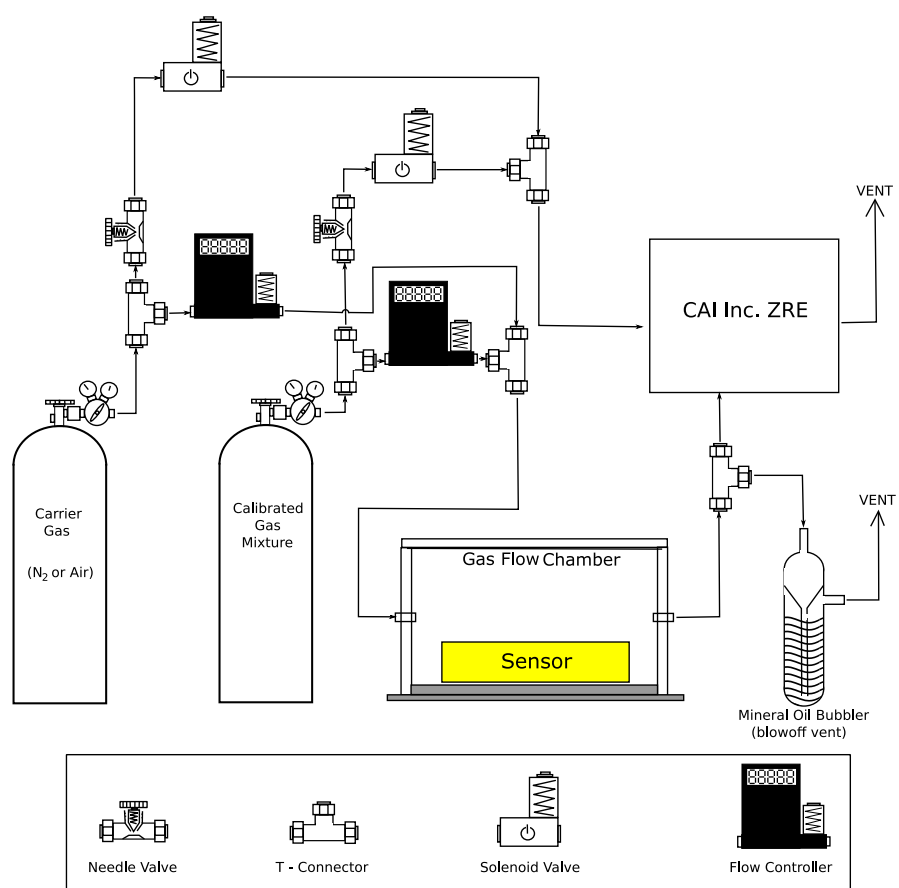 VENT
CAI Inc. ZRE
Carrier
Gas
(N₂ or Air)
Calibrated
Gas
Mixture
VENT
Gas Flow Chamber
Sensor
Mineral Oil Bubbler
(blowoff vent)
Needle Valve
T - Connector
Solenoid Valve
Flow Controller